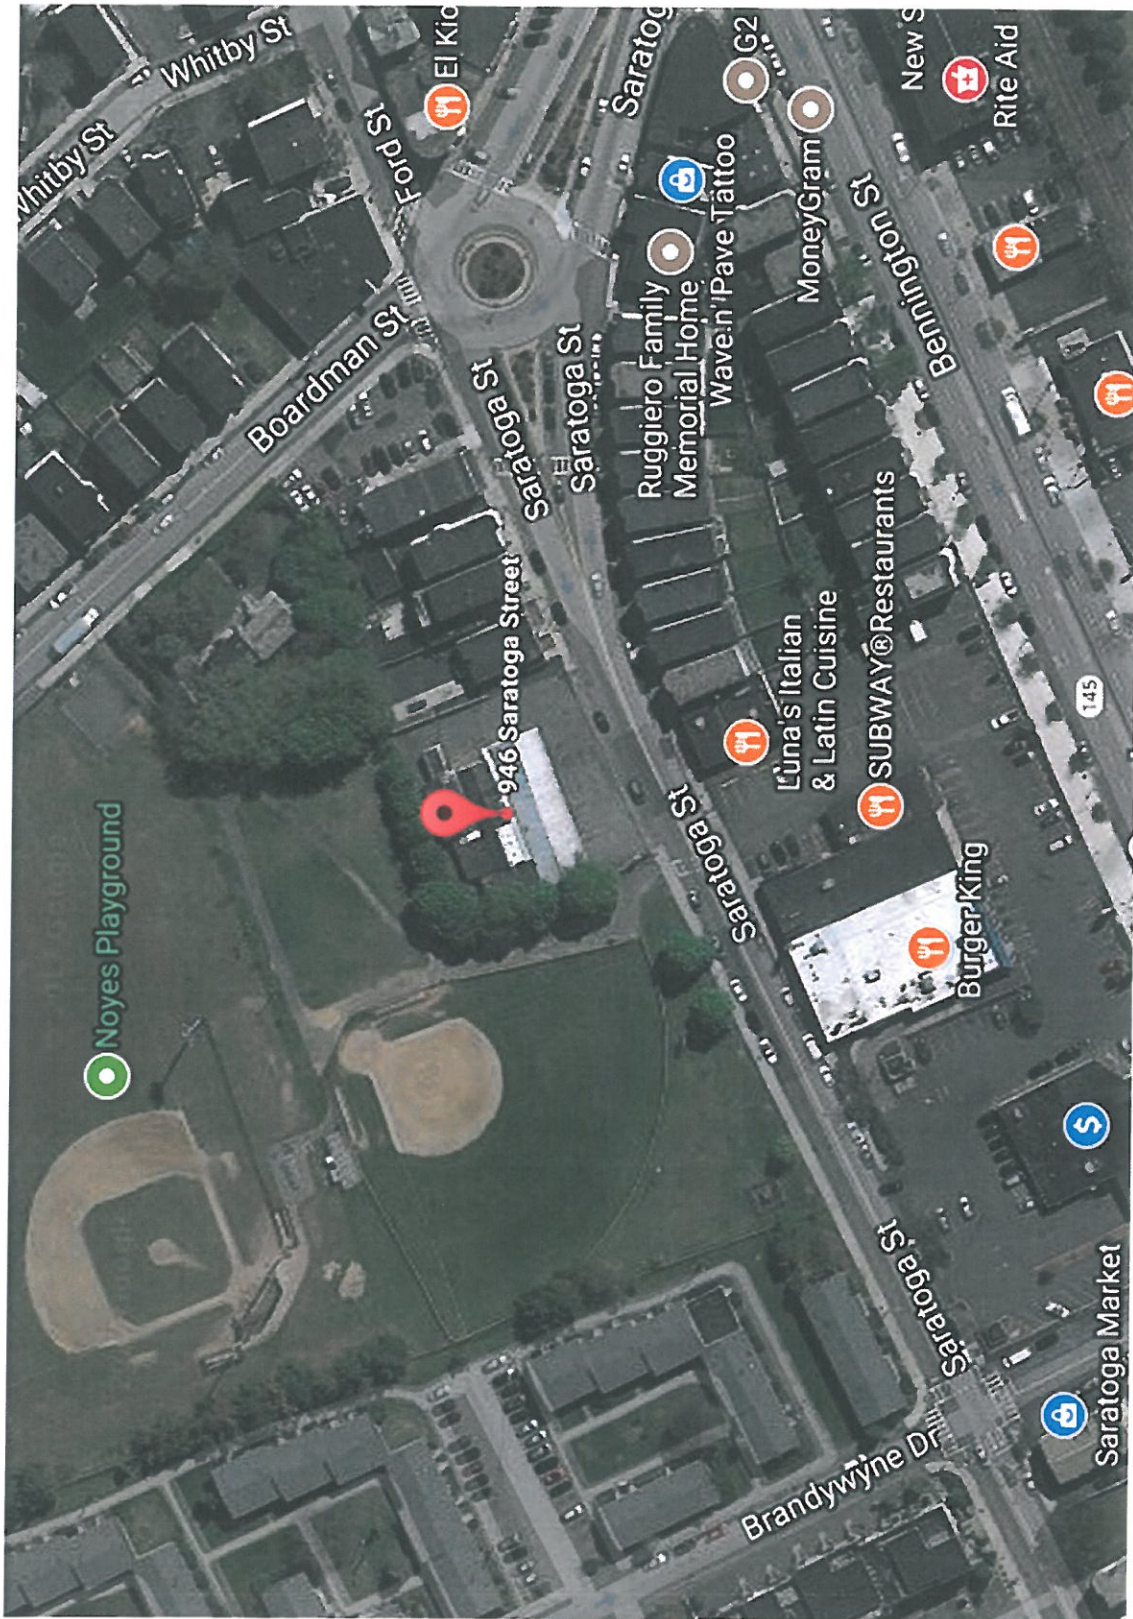 Noyes Playground
Whitby St
Whitby St
Boardman St
Ford St
El Kio
946 Saratoga Street
Saratoga St
Saratoga St
Saratog
Ruggiero Family
Memorial Home
Wave n' Pave Tattoo
G2
Saratoga St
Luna's Italian
& Latin Cuisine
MoneyGram
SUBWAY®Restaurants
Bennington St
New S
Rite Aid
Burger King
Saratoga St
Brandywyne Dr
145
Saratoga Market